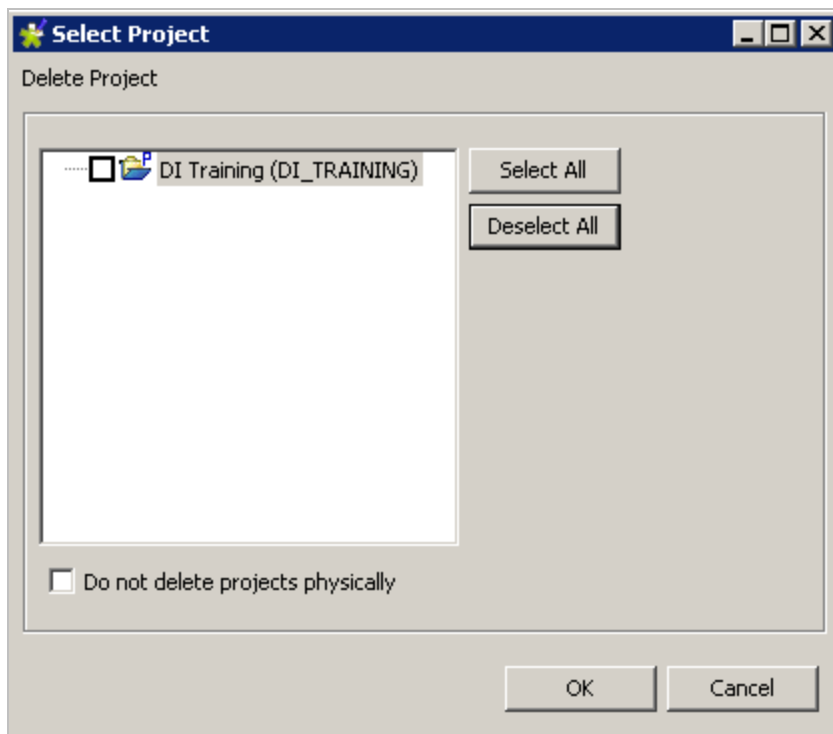 Select Project
Delete Project
DI Training (DI_TRAINING)
Select All
Deselect All
Do not delete projects physically
OK
Cancel